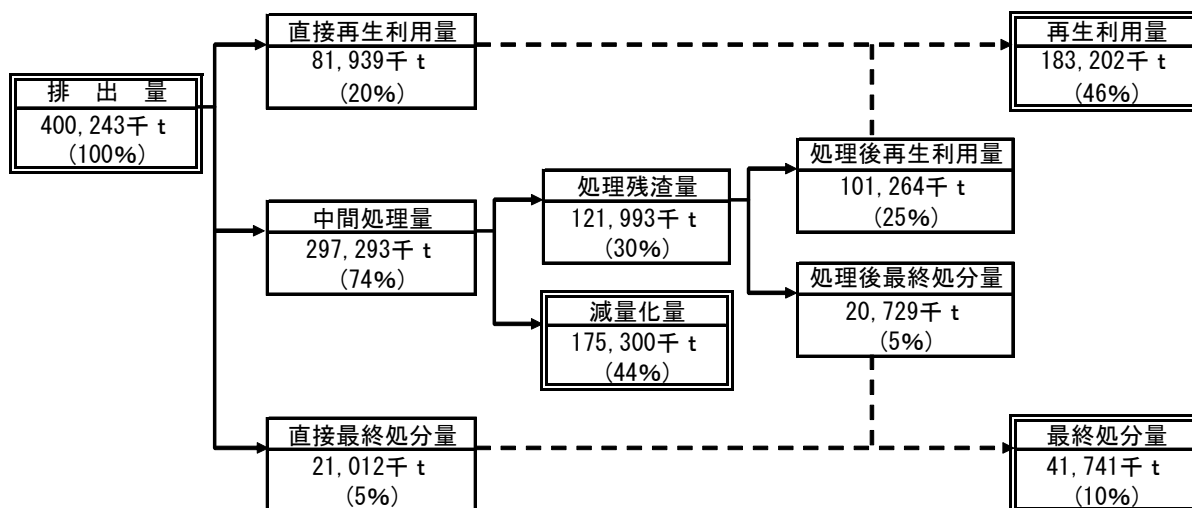 排 出 量
400,243千 t
(100%)
直接再生利用量
81,939千 t
(20%)
再生利用量
183,202千 t
(46%)
中間処理量
297,293千 t
(74%)
処理残渣量
121,993千 t
(30%)
処理後再生利用量
101,264千 t
(25%)
減量化量
175,300千 t
(44%)
処理後最終処分量
20,729千 t
(5%)
直接最終処分量
21,012千 t
(5%)
最終処分量
41,741千 t
(10%)